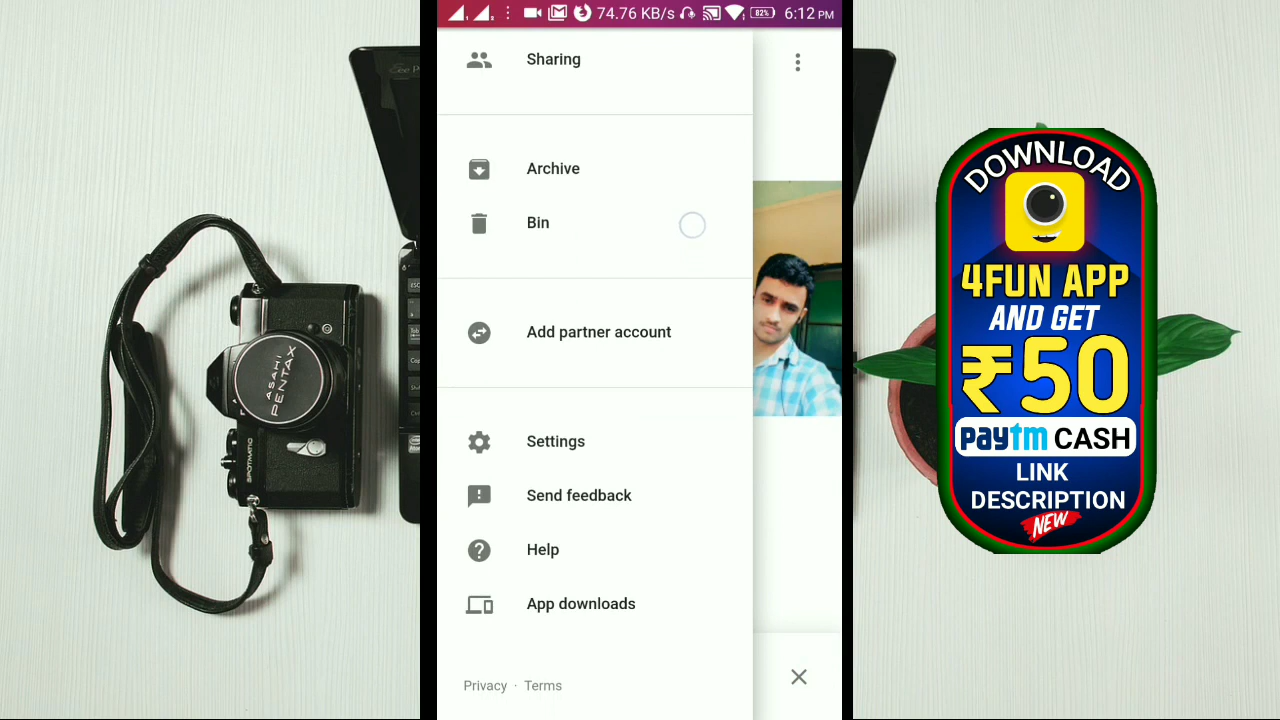 74.76 KB/s
82%
6:12 PM
Sharing
Archive
Bin
Add partner account
Settings
Send feedback
Help
App downloads
Privacy · Terms
ASAHI
PENTAX
SPOTMATIC
DOWNLOAD
4FUN APP
AND GET
₹50
paytm CASH
LINK
DESCRIPTION
NEW